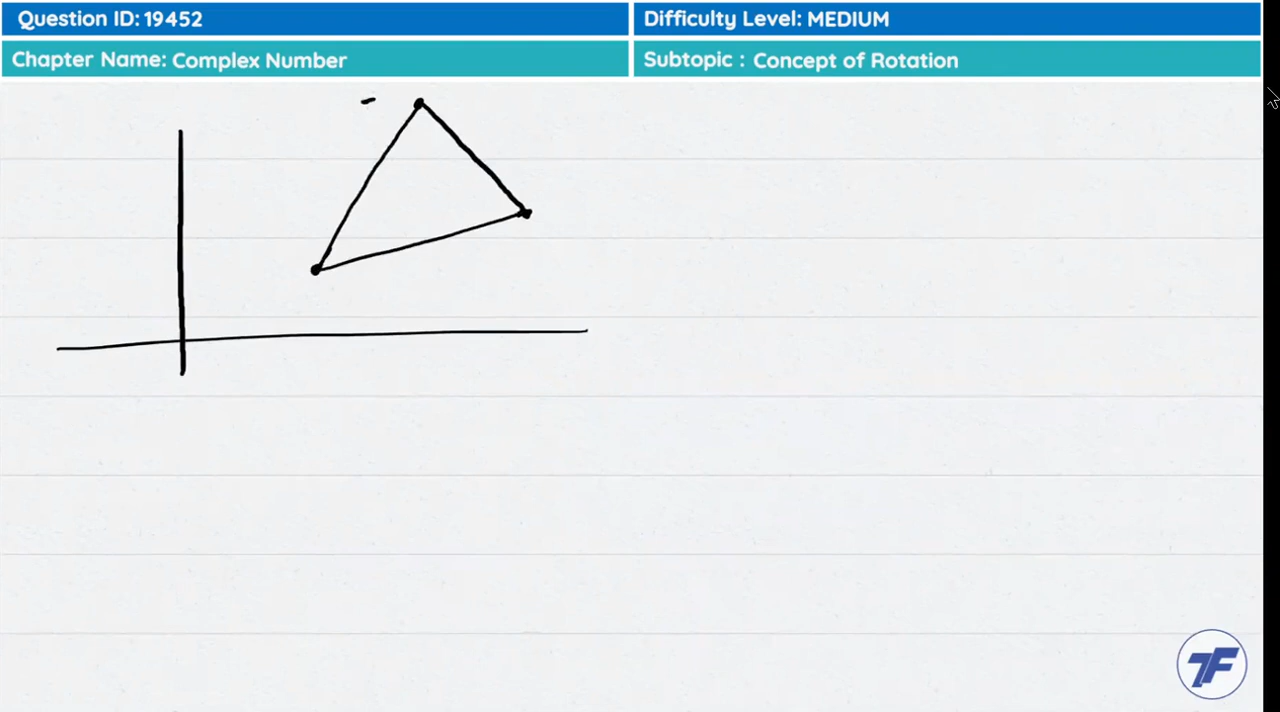 Question ID: 19452
Difficulty Level: MEDIUM
Chapter Name: Complex Number
Subtopic : Concept of Rotation
TF